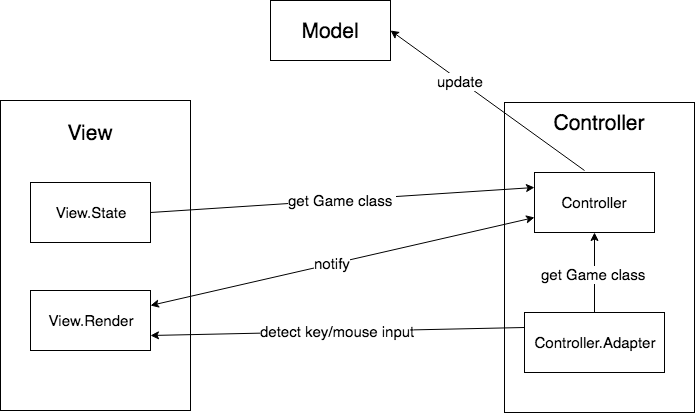 Model
update
View
Controller
View.State
get Game class
Controller
notify
get Game class
View.Render
detect key/mouse input
Controller.Adapter